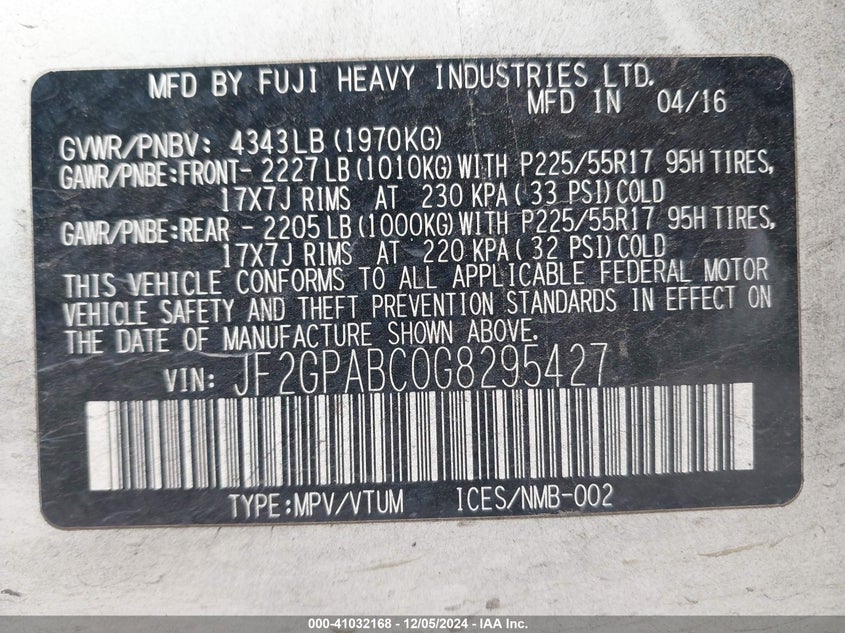 MFD BY FUJI HEAVY INDUSTRIES LTD.
MFD IN 04/16
GVWR/PNBV: 4343LB (1970KG)
GAWR/PNBE:FRONT- 2227 LB (1010KG) WITH P225/55R17 95H TIRES,
17X7J RIMS AT 230 KPA ( 33 PSI) COLD
GAWR/PNBE:REAR - 2205 LB (1000KG) WITH P225/55R17 95H TIRES,
17X7J RIMS AT 220 KPA ( 32 PSI) COLD
THIS VEHICLE CONFORMS TO ALL APPLICABLE FEDERAL MOTOR
VEHICLE SAFETY AND THEFT PREVENTION STANDARDS IN EFFECT ON
THE DATE OF MANUFACTURE SHOWN ABOVE.
VIN: JF2GPABC0G8295427
TYPE:MPV/VTUM ICES/NMB-002
000-41032168 - 12/05/2024 - IAA Inc.